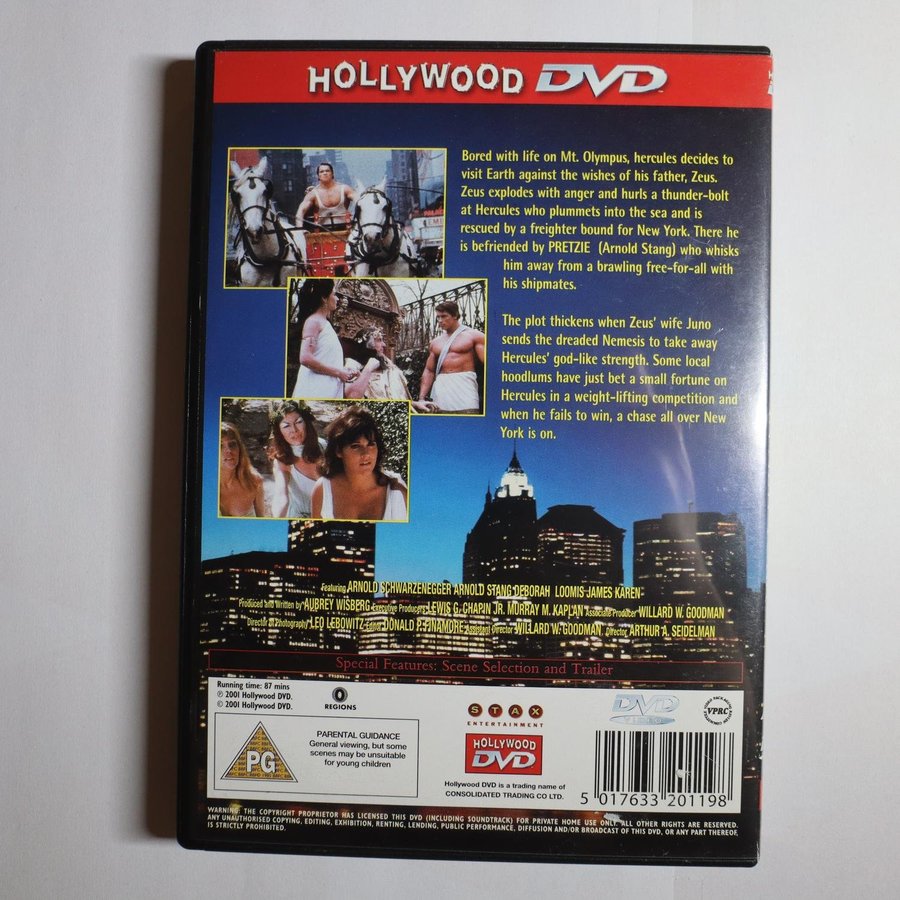 HOLLYWOOD DVD
Bored with life on Mt. Olympus, hercules decides to
visit Earth against the wishes of his father, Zeus.
Zeus explodes with anger and hurls a thunder-bolt
at Hercules who plummets into the sea and is
rescued by a freighter bound for New York. There he
is befriended by PRETZIE (Arnold Stang) who whisks
him away from a brawling free-for-all with
his shipmates.
The plot thickens when Zeus' wife Juno
sends the dreaded Nemesis to take away
Hercules' god-like strength. Some local
hoodlums have just bet a small fortune on
Hercules in a weight-lifting competition and
when he fails to win, a chase all over New
York is on.
Featuring ARNOLD SCHWARZENEGGER ARNOLD STANG DEBORAH LOOMIS JAMES KAREN
Produced and Written by AUBREY WISBERG Executive Producers LEWIS G. CHAPIN JR. MURRAY M. KAPLAN Associate Producer WILLARD W. GOODMAN
Director of Photography LEO LEBOWITZ Editor DONALD P. FINAMORE Assistant Director WILLARD W. GOODMAN Director ARTHUR A. SEIDELMAN
Special Features: Scene Selection and Trailer
Running time: 87 mins
℗ 2001 Hollywood DVD.
© 2001 Hollywood DVD.
0
REGIONS
PG
PARENTAL GUIDANCE
General viewing, but some
scenes may be unsuitable
for young children
STAX
ENTERTAINMENT
HOLLYWOOD
DVD
Hollywood DVD is a trading name of
CONSOLIDATED TRADING CO LTD.
DVD
VIDEO
VPRC
5 017633 201198
WARNING: THE COPYRIGHT PROPRIETOR HAS LICENSED THIS DVD (INCLUDING SOUNDTRACK) FOR PRIVATE HOME USE ONLY. ALL OTHER RIGHTS ARE RESERVED.
ANY UNAUTHORISED COPYING, EDITING, EXHIBITION, RENTING, LENDING, PUBLIC PERFORMANCE, DIFFUSION AND/OR BROADCAST OF THIS DVD, OR ANY PART THEREOF,
IS STRICTLY PROHIBITED.